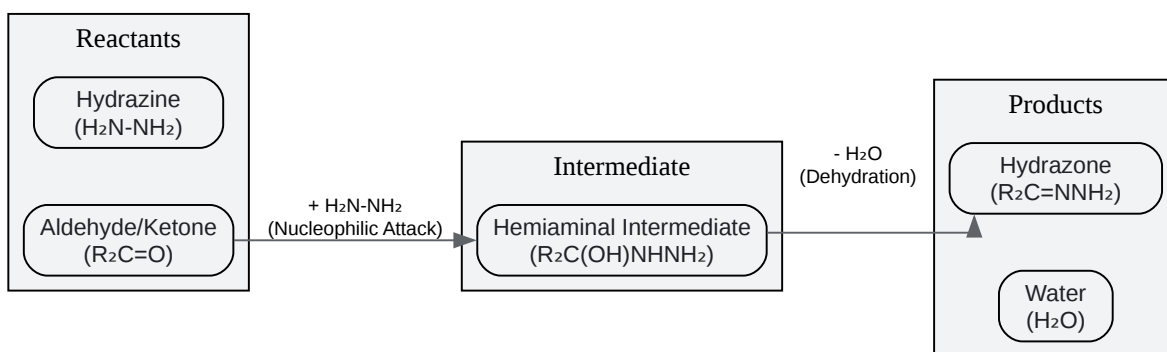 Reactants
Hydrazine
(H₂N-NH₂)
Aldehyde/Ketone
(R₂C=O)
+ H₂N-NH₂
(Nucleophilic Attack)
Intermediate
Hemiaminal Intermediate
(R₂C(OH)NHNH₂)
- H₂O
(Dehydration)
Products
Hydrazone
(R₂C=NNH₂)
Water
(H₂O)